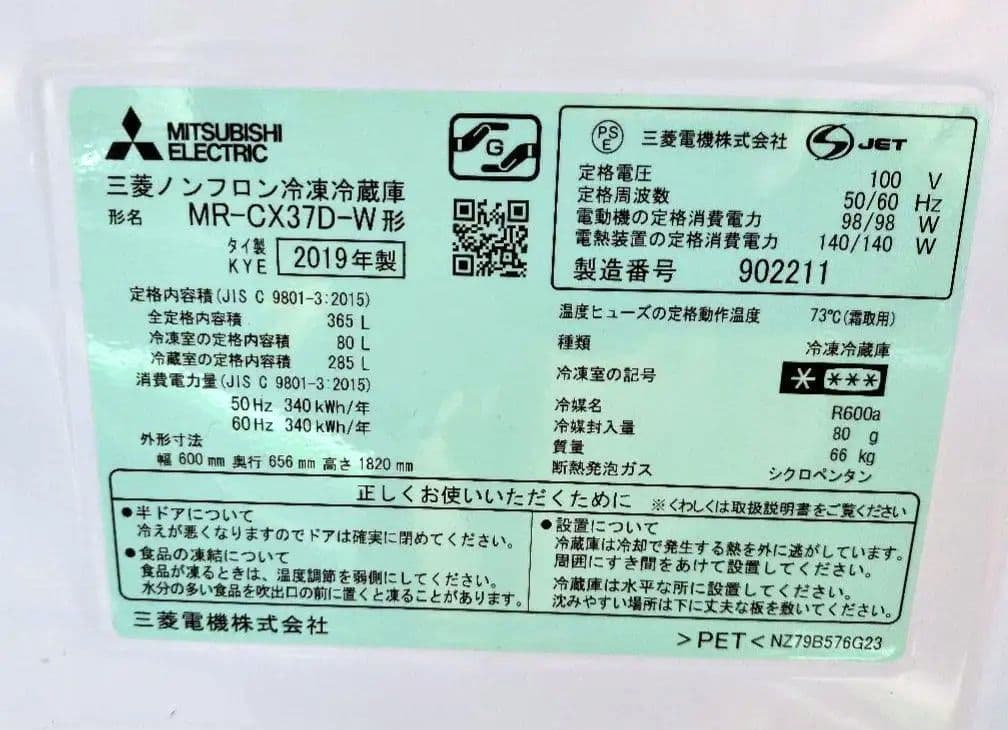 MITSUBISHI
ELECTRIC
G
三菱ノンフロン冷凍冷蔵庫
形名 MR-CX37D-W形
タイ製
KYE 2019年製
定格内容積(JIS C 9801-3:2015)
全定格内容積 365 L
冷凍室の定格内容積 80 L
冷蔵室の定格内容積 285 L
消費電力量(JIS C 9801-3:2015)
50Hz 340kWh/年
60Hz 340kWh/年
外形寸法
幅 600mm 奥行 656mm 高さ 1820mm
PS
E 三菱電機株式会社 JET
定格電圧 100 V
定格周波数 50/60 Hz
電動機の定格消費電力 98/98 W
電熱装置の定格消費電力 140/140 W
製造番号 902211
温度ヒューズの定格動作温度 73℃(霜取用)
種類 冷凍冷蔵庫
冷凍室の記号 * ***
冷媒名 R600a
冷媒封入量 80 g
質量 66 kg
断熱発泡ガス シクロペンタン
正しくお使いいただくために ※くわしくは取扱説明書をご覧ください
●半ドアについて
冷えが悪くなりますのでドアは確実に閉めてください。
●食品の凍結について
食品が凍るときは、温度調節を弱側にしてください。
水分の多い食品を吹出口の前に置くと凍ることがあります。
●設置について
冷蔵庫は冷却で発生する熱を外に逃がしています。
周囲にすき間をあけて設置してください。
冷蔵庫は水平な所に設置してください。
沈みやすい場所は下に丈夫な板を敷いてください。
三菱電機株式会社
>PET< NZ79B576G23